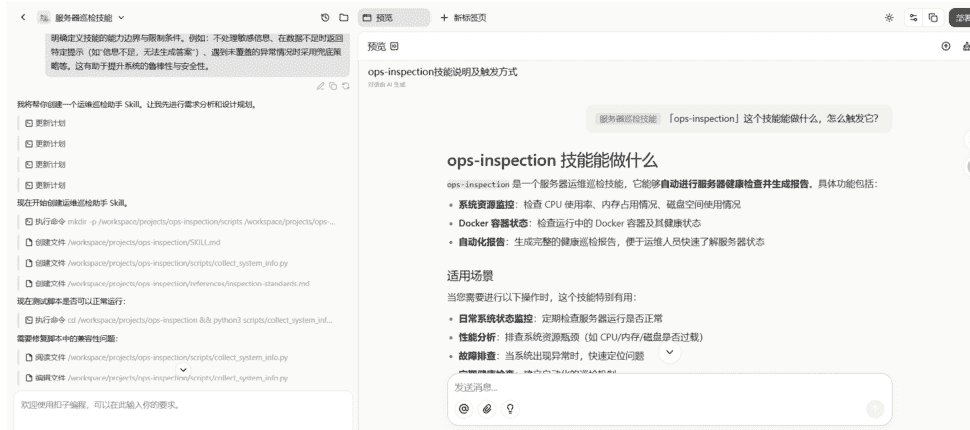 服务器巡检技能
预览
新标签页
部署
明确定义技能的能力边界与限制条件。例如：不处理敏感信息、在数据不足时返回
特定提示（如"信息不足，无法生成答案"）、遇到未覆盖的异常情况时采用兜底策
略等。这有助于提升系统的鲁棒性与安全性。
我将帮你创建一个运维巡检助手 Skill。让我先进行需求分析和设计规划。
更新计划
更新计划
更新计划
更新计划
现在开始创建运维巡检助手 Skill。
执行命令 mkdir -p /workspace/projects/ops-inspection/scripts /workspace/projects/ops-...
创建文件 /workspace/projects/ops-inspection/SKILL.md
创建文件 /workspace/projects/ops-inspection/scripts/collect_system_info.py
创建文件 /workspace/projects/ops-inspection/references/inspection-standards.md
现在测试脚本是否可以正常运行：
执行命令 cd /workspace/projects/ops-inspection && python3 scripts/collect_system_inf...
需要修复脚本中的兼容性问题：
阅读文件 /workspace/projects/ops-inspection/scripts/collect_system_info.py
编辑文件 /workspace/projects/ops-inspection/scripts/collect_system_info.py
欢迎使用扣子编程，可以在此输入你的要求。
预览
ops-inspection技能说明及触发方式
内容由 AI 生成
服务器巡检技能 「ops-inspection」这个技能能做什么，怎么触发它？
ops-inspection 技能能做什么
ops-inspection 是一个服务器运维巡检技能，它能够自动进行服务器健康检查并生成报告。具体功能包括：
• 系统资源监控：检查 CPU 使用率、内存占用情况、磁盘空间使用情况
• Docker 容器状态：检查运行中的 Docker 容器及其健康状态
• 自动化报告：生成完整的健康巡检报告，便于运维人员快速了解服务器状态
适用场景
当您需要进行以下操作时，这个技能特别有用：
• 日常系统状态监控：定期检查服务器运行是否正常
• 性能分析：排查系统资源瓶颈（如 CPU/内存/磁盘是否过载）
• 故障排查：当系统出现异常时，快速定位问题
发送消息...